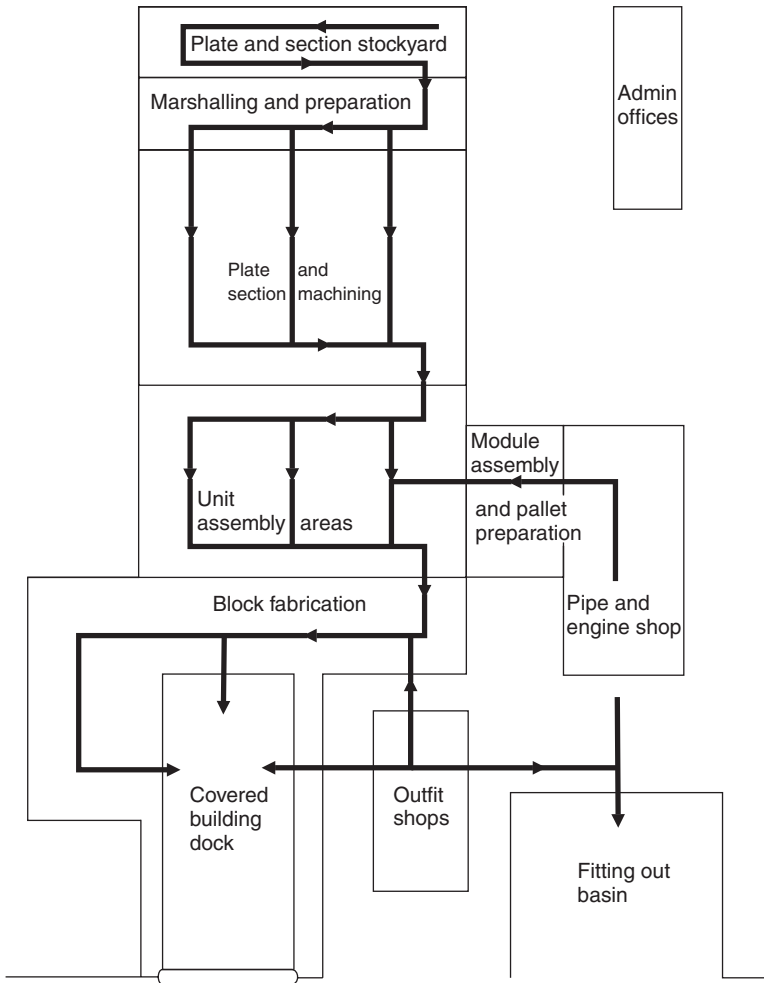 Plate and section stockyard
Marshalling and preparation
Admin
offices
Plate and
section machining
Module
assembly
and pallet
preparation
Unit
assembly areas
Block fabrication
Pipe and
engine shop
Covered
building
dock
Outfit
shops
Fitting out
basin